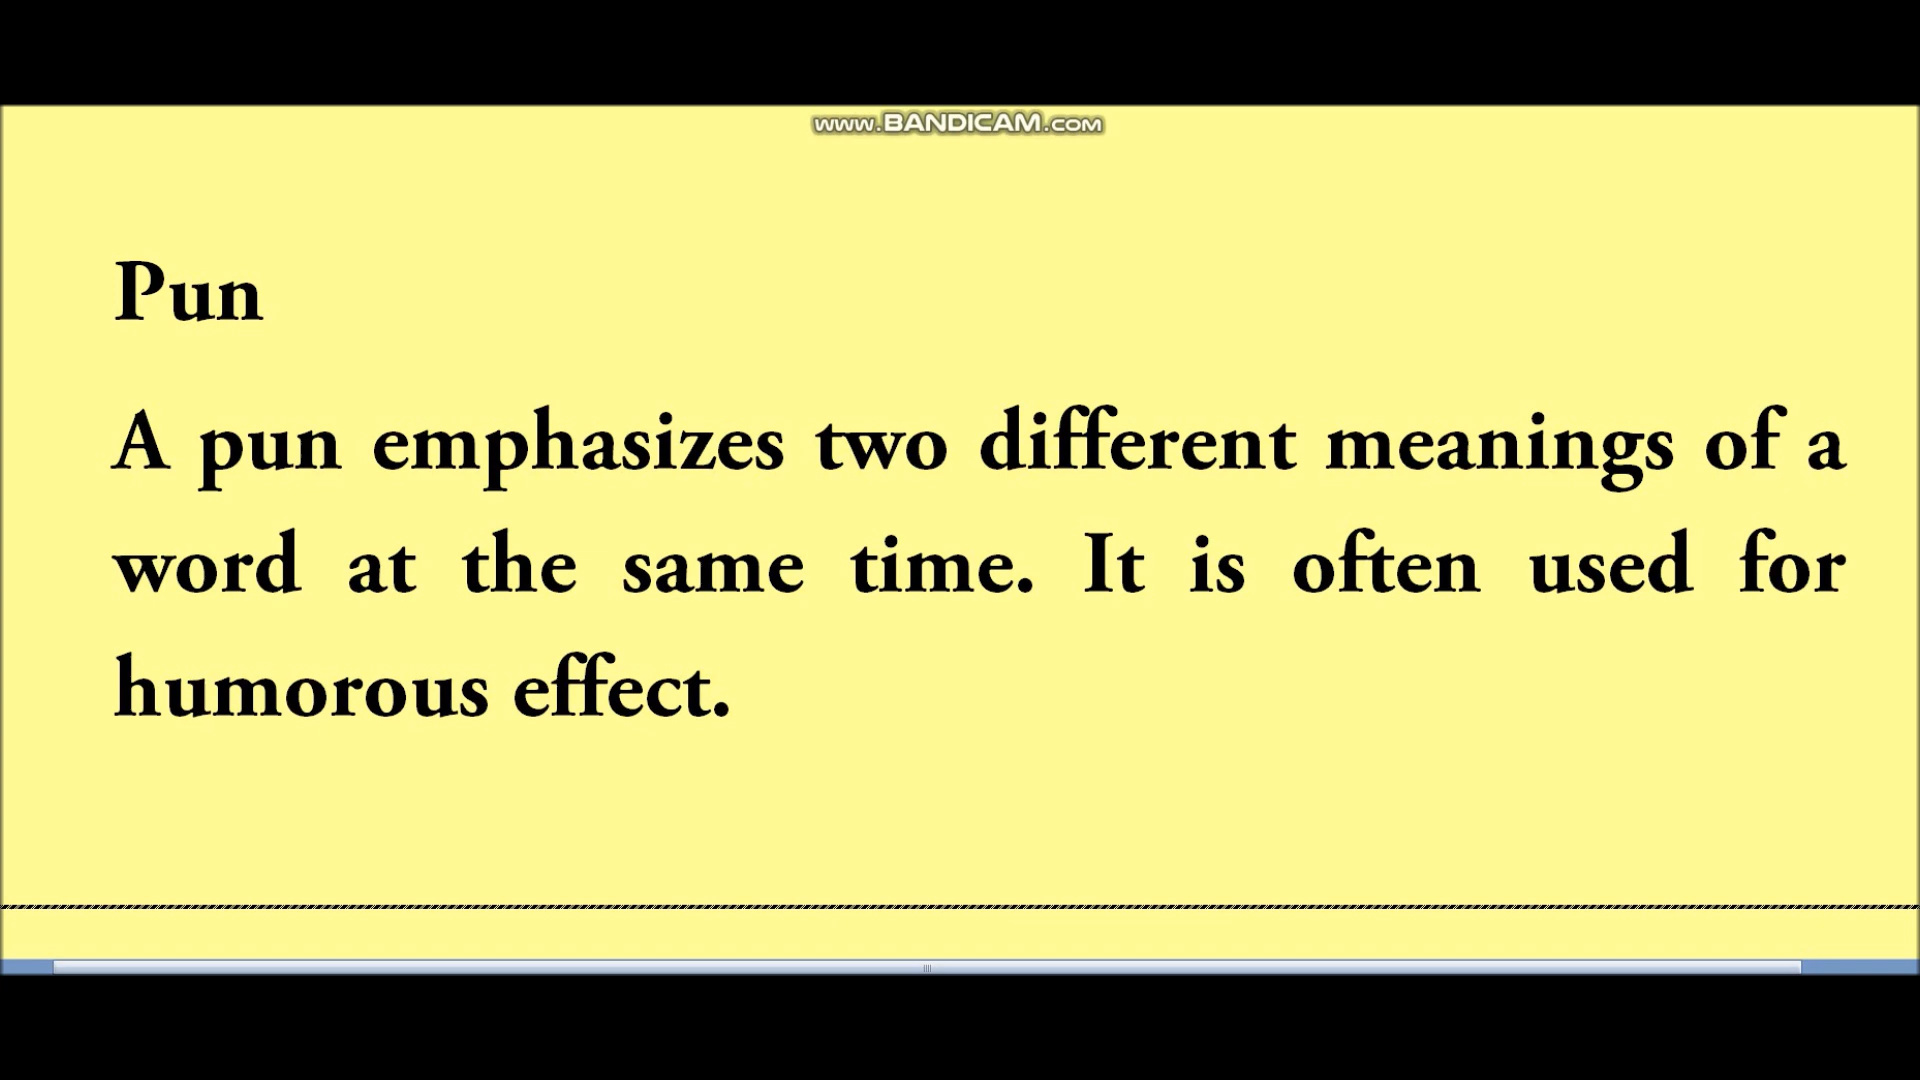 www.BANDICAM.com
Pun
A pun emphasizes two different meanings of a
word at the same time. It is often used for
humorous effect.